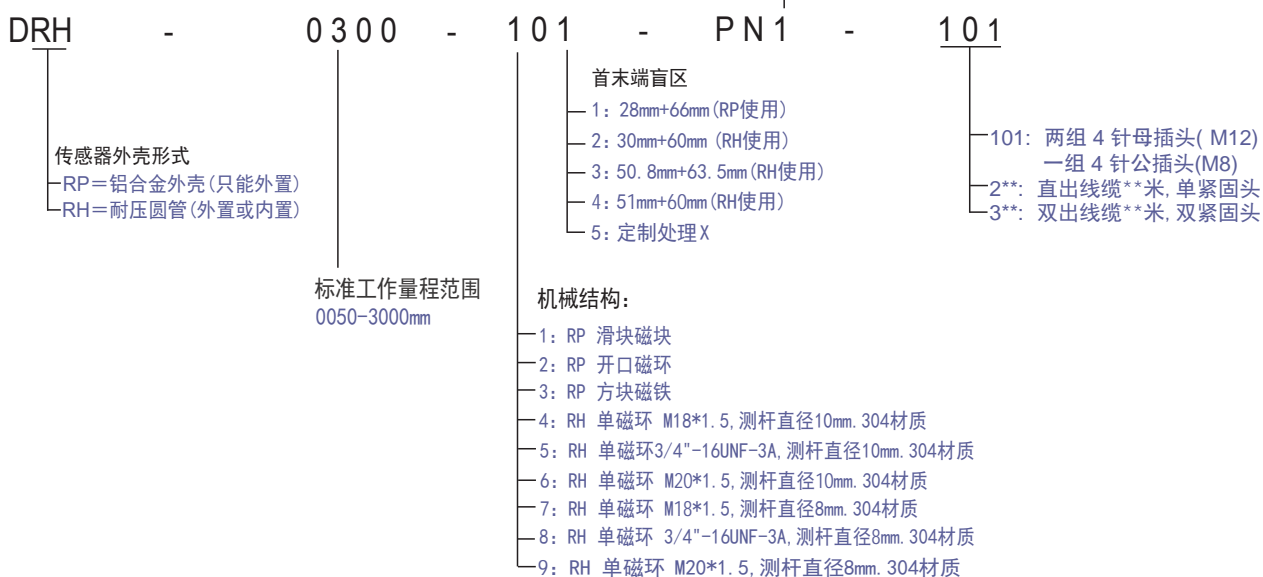 DRH - 0300 - 101 - PN1 - 101
首末端盲区
1: 28mm+66mm(RP使用)
2: 30mm+60mm (RH使用)
3: 50.8mm+63.5mm(RH使用)
4: 51mm+60mm(RH使用)
5: 定制处理X
101: 两组 4 针母插头( M12)
一组 4 针公插头(M8)
2**: 直出线缆**米, 单紧固头
3**: 双出线缆**米, 双紧固头
传感器外壳形式
RP=铝合金外壳(只能外置)
RH=耐压圆管(外置或内置)
标准工作量程范围
0050-3000mm
机械结构:
1: RP 滑块磁块
2: RP 开口磁环
3: RP 方块磁铁
4: RH 单磁环 M18*1.5,测杆直径10mm.304材质
5: RH 单磁环3/4"-16UNF-3A,测杆直径10mm.304材质
6: RH 单磁环 M20*1.5,测杆直径10mm.304材质
7: RH 单磁环 M18*1.5,测杆直径8mm.304材质
8: RH 单磁环 3/4"-16UNF-3A,测杆直径8mm.304材质
9: RH 单磁环 M20*1.5,测杆直径8mm.304材质